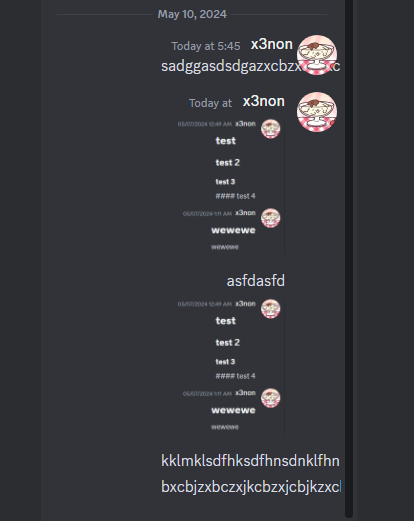 May 10, 2024
Today at 5:45 x3non
sadggasdsdgazxcbzx
Today at x3non
05/07/2024 12:49 AM x3non
test
test 2
test 3
#### test 4
05/07/2024 1:11 AM x3non
wewewe
wewewe
asfdasfd
05/07/2024 12:49 AM x3non
test
test 2
test 3
#### test 4
05/07/2024 1:11 AM x3non
wewewe
wewewe
kklmklsdfhksdfhnsdnklfhn
bxcbjzxbczxjkcbzxjcbjkzxc